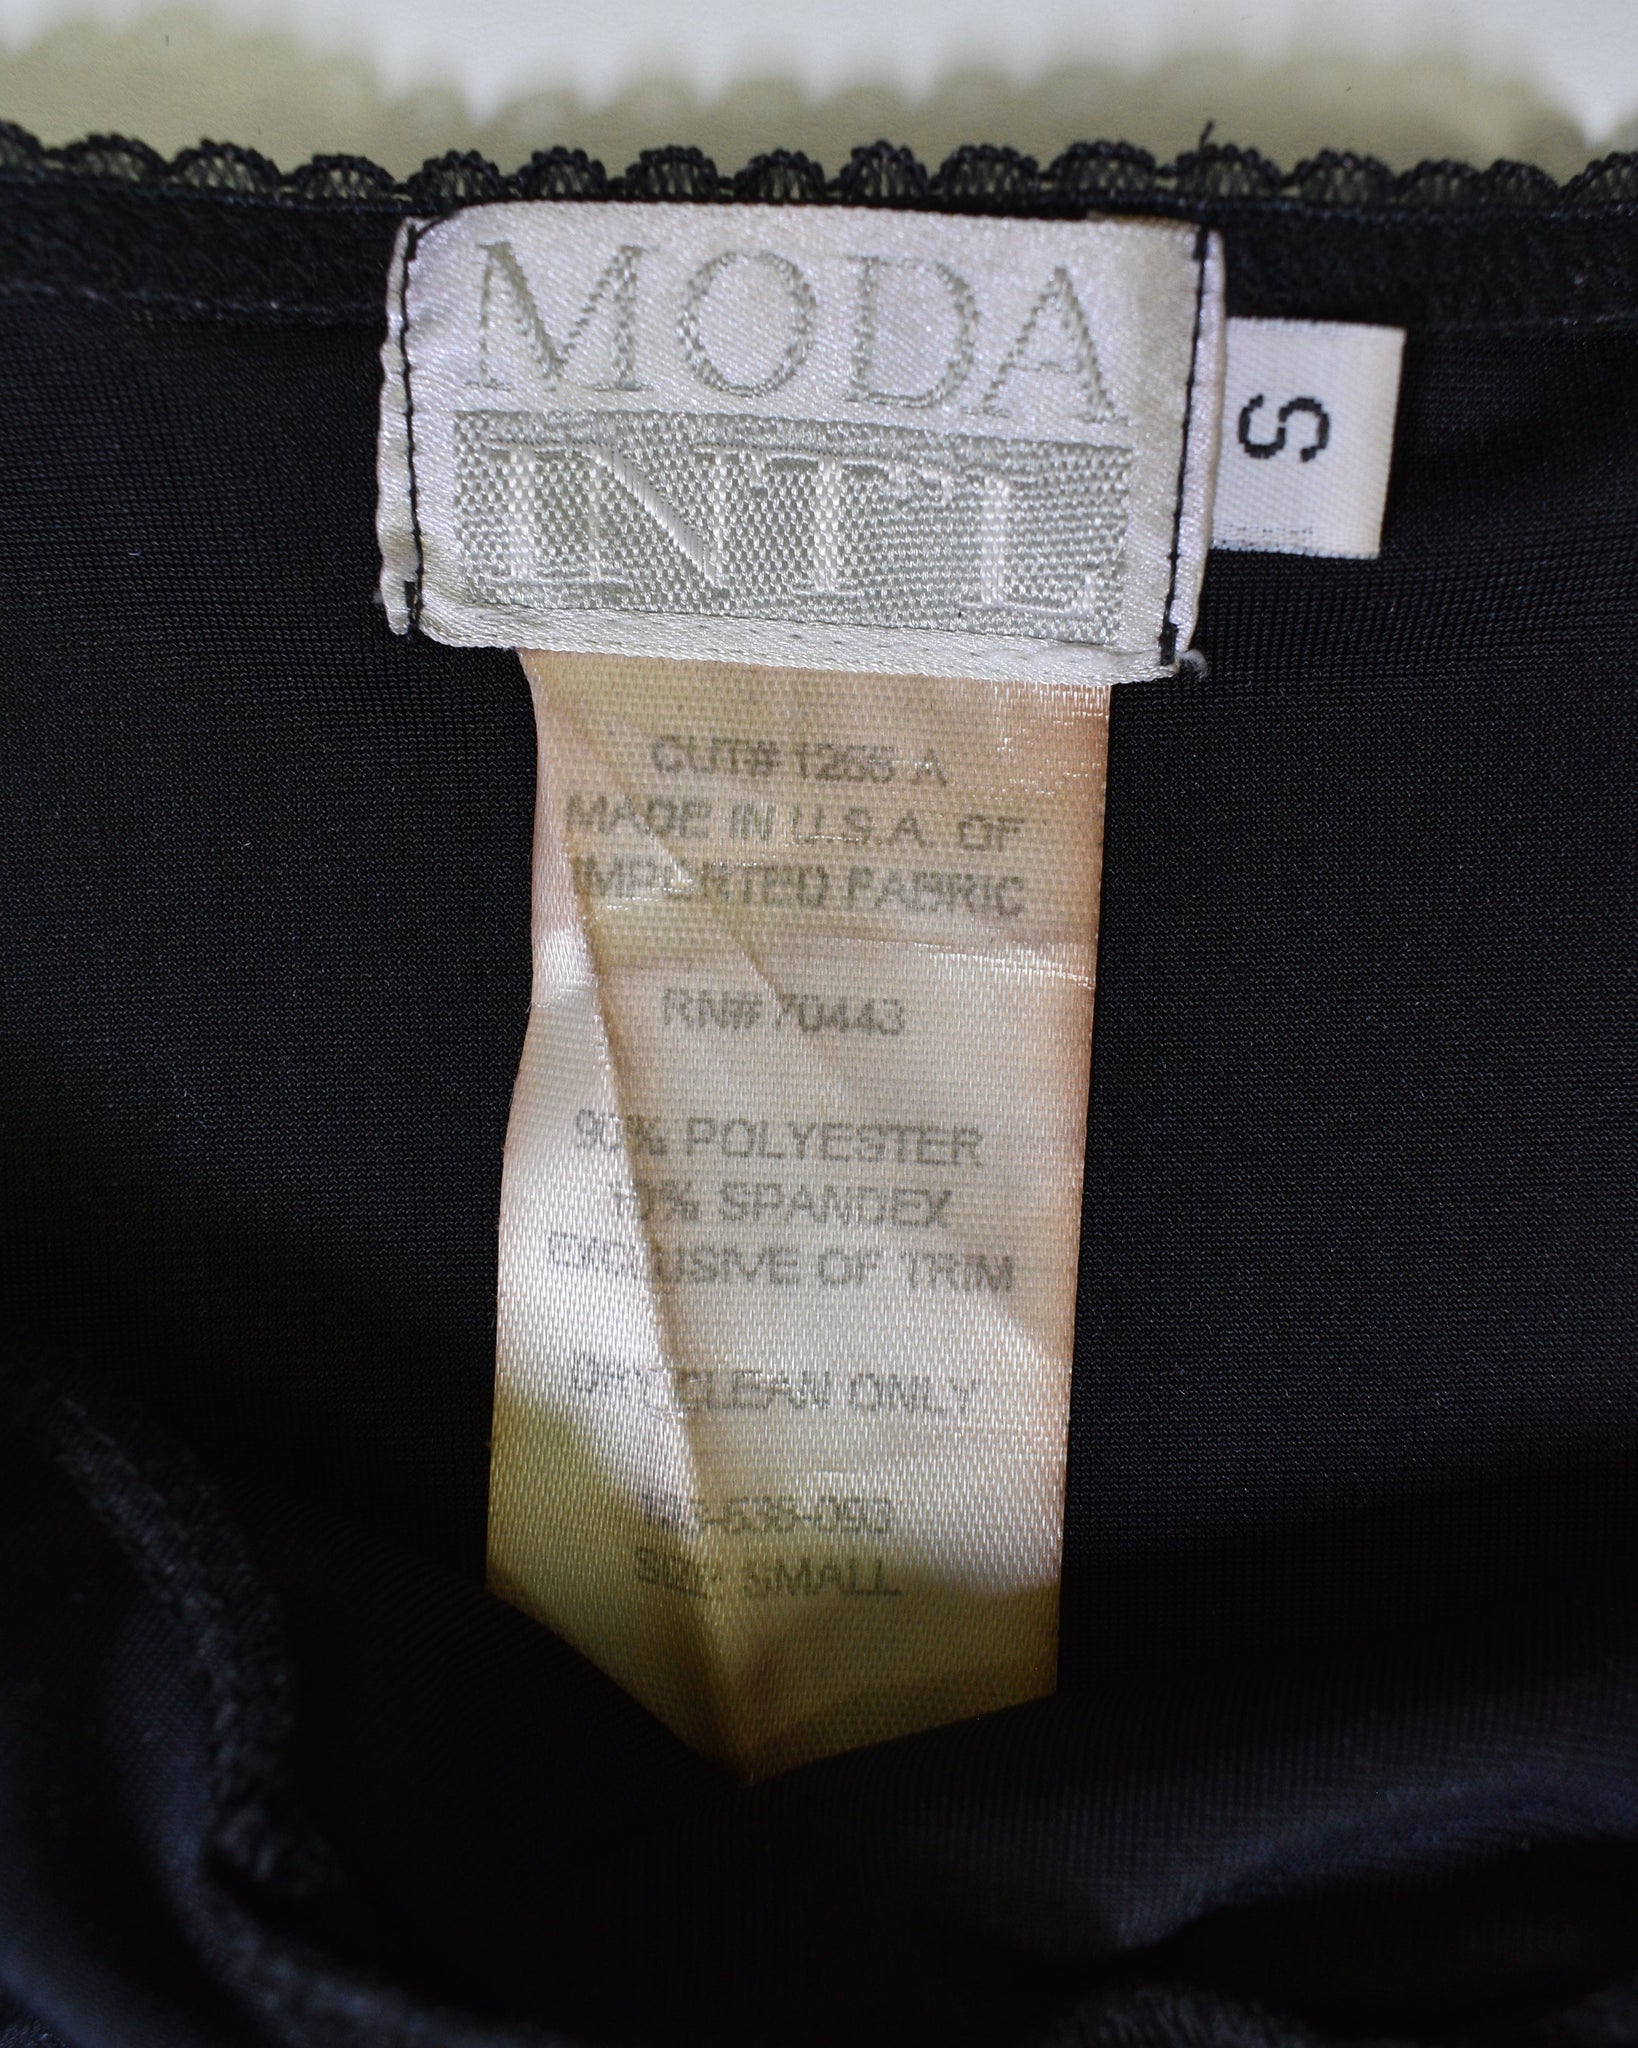 MODA
INT'L
S
CUT# 1265 A
MADE IN U.S.A. OF
IMPORTED FABRIC
RN# 70443
90% POLYESTER
10% SPANDEX
EXCLUSIVE OF TRIM
DRY CLEAN ONLY
SIZE: SMALL